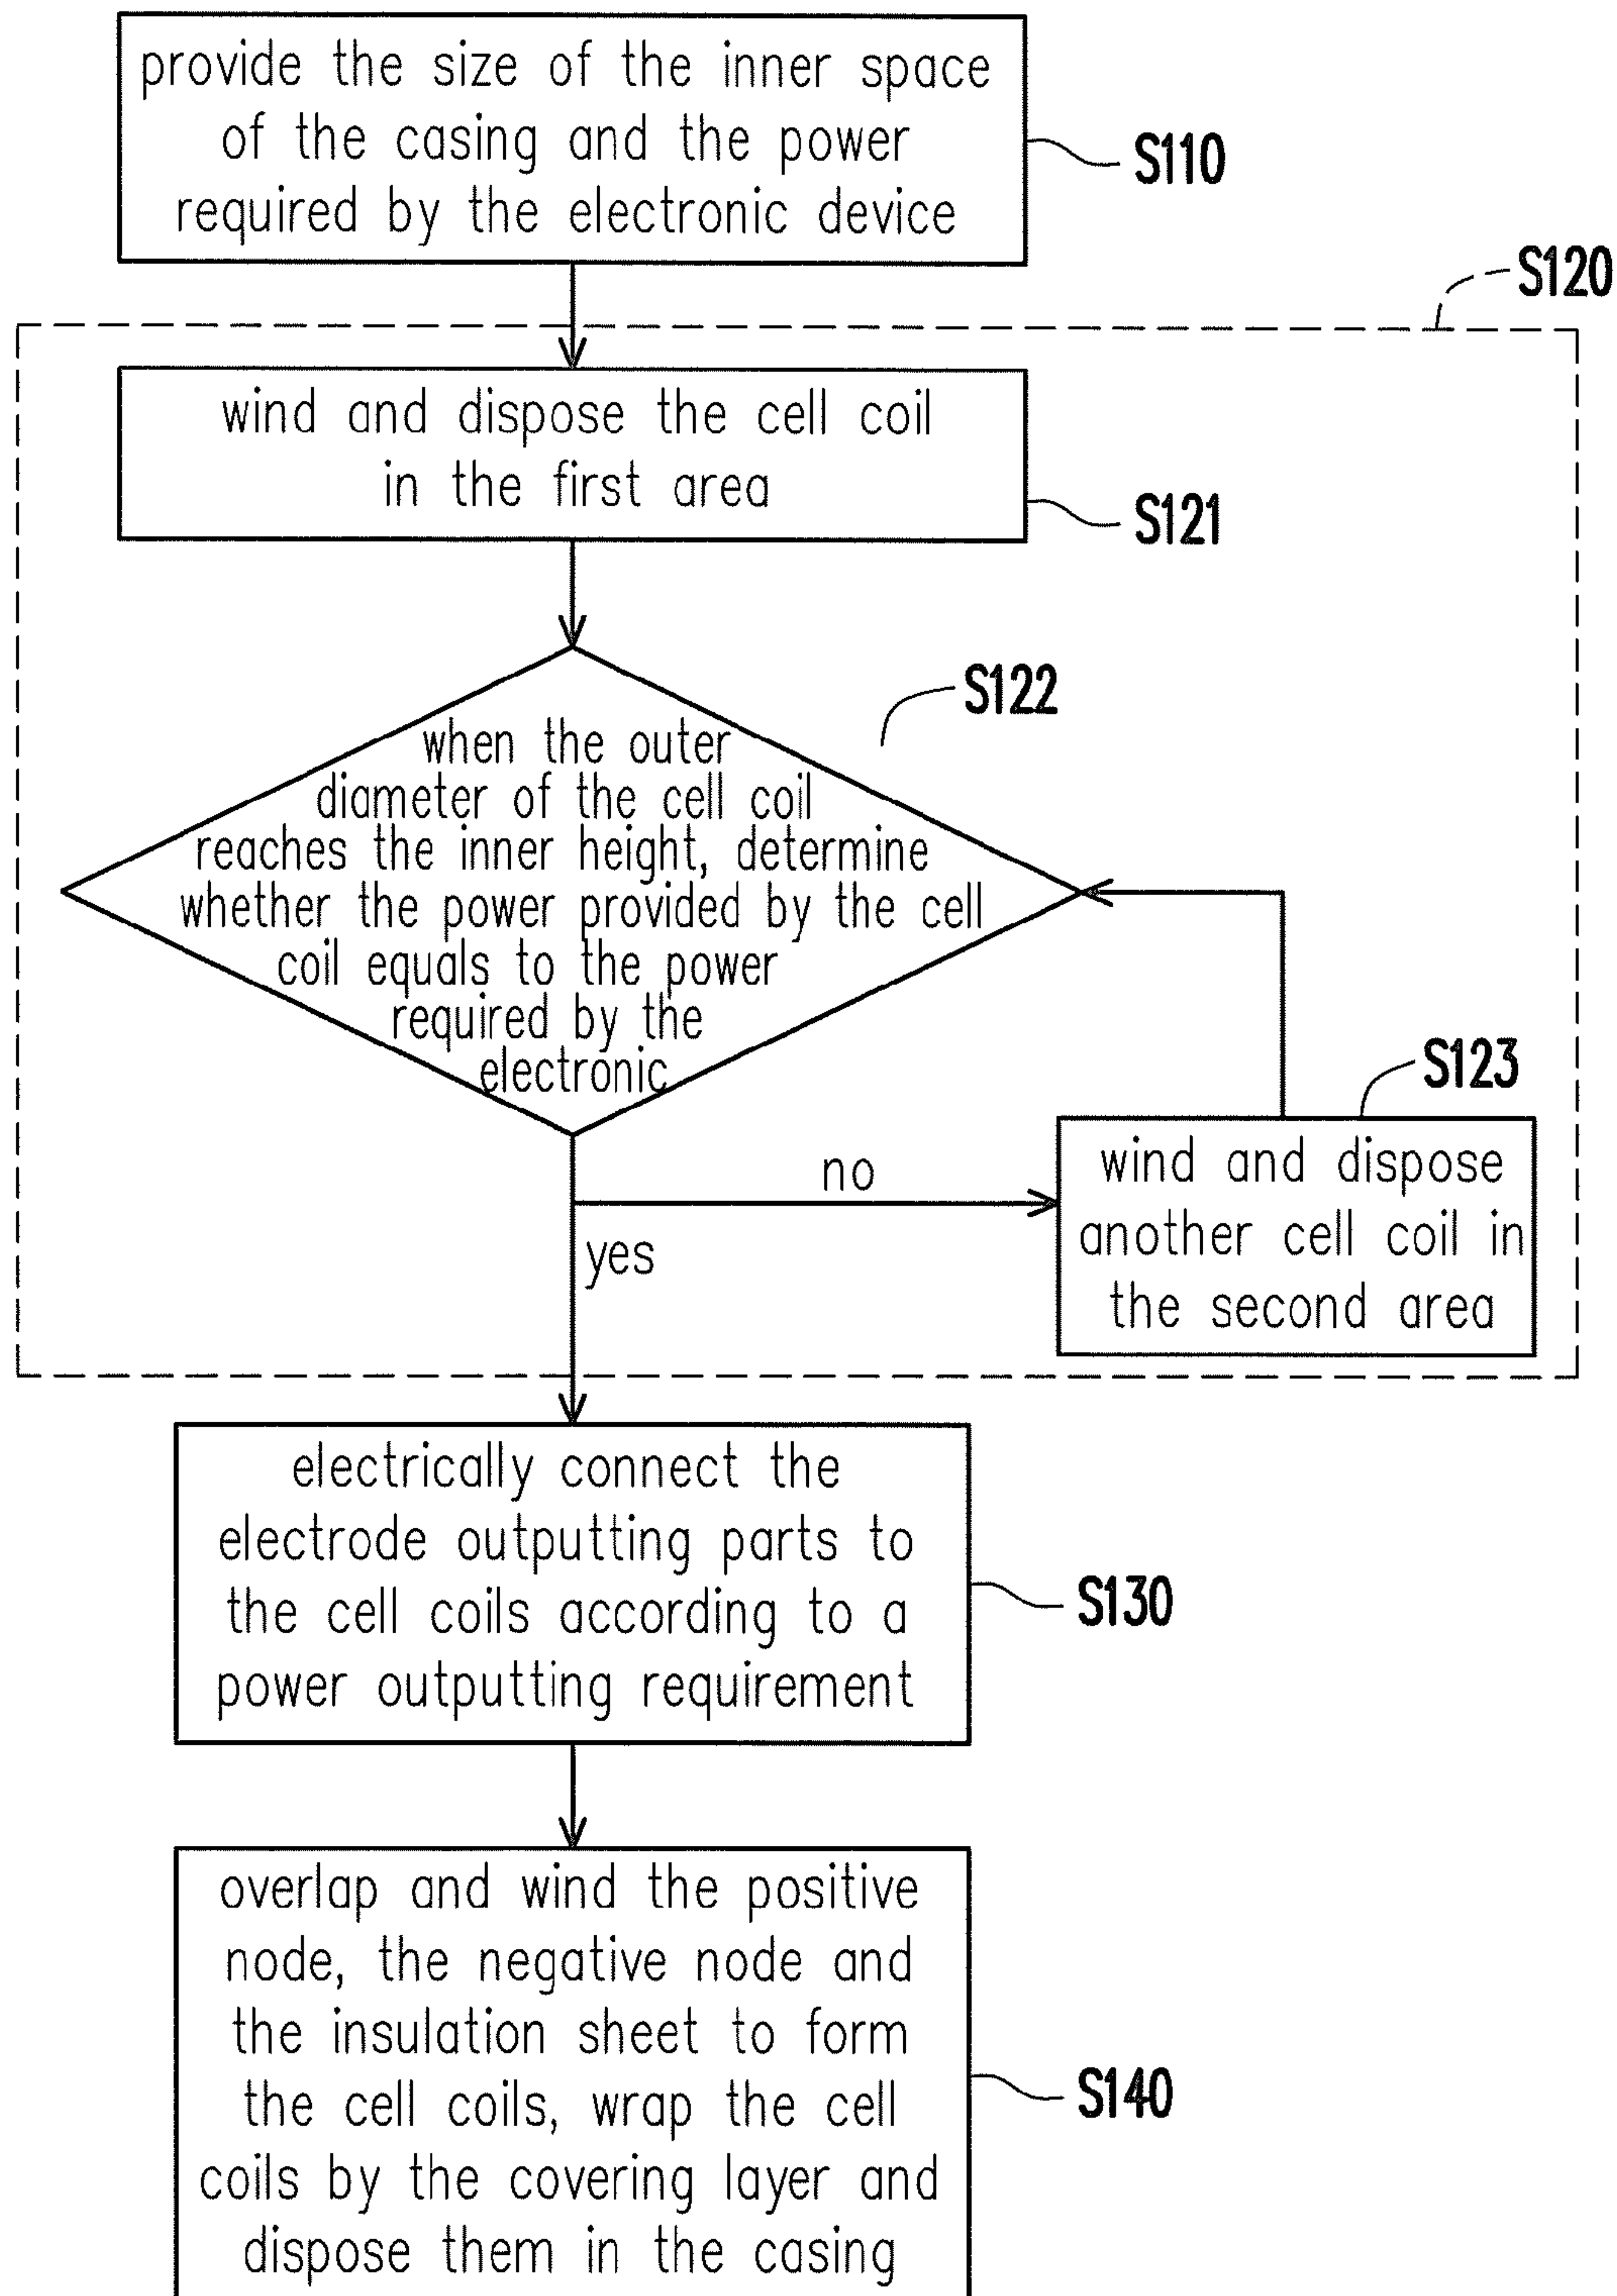 provide the size of the inner space
of the casing and the power
required by the electronic device
S110
S120
wind and dispose the cell coil
in the first area
S121
S122
when the outer
diameter of the cell coil
reaches the inner height, determine
whether the power provided by the cell
coil equals to the power
required by the
electronic
S123
wind and dispose
another cell coil in
the second area
no
yes
electrically connect the
electrode outputting parts to
the cell coils according to a
power outputting requirement
S130
overlap and wind the positive
node, the negative node and
the insulation sheet to form
the cell coils, wrap the cell
coils by the covering layer and
dispose them in the casing
S140